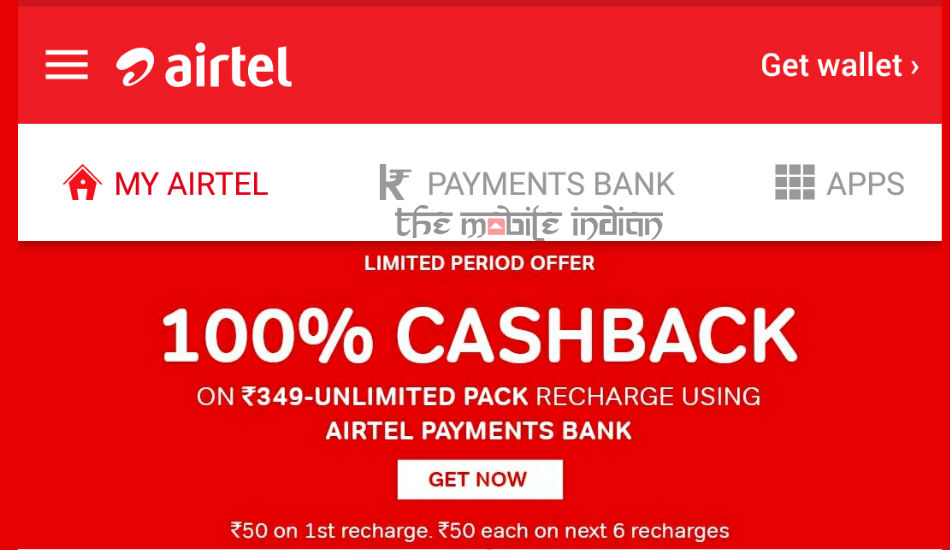 airtel
Get wallet ›
MY AIRTEL
PAYMENTS BANK
APPS
the mobile indian
LIMITED PERIOD OFFER
100% CASHBACK
ON ₹349-UNLIMITED PACK RECHARGE USING
AIRTEL PAYMENTS BANK
GET NOW
₹50 on 1st recharge. ₹50 each on next 6 recharges